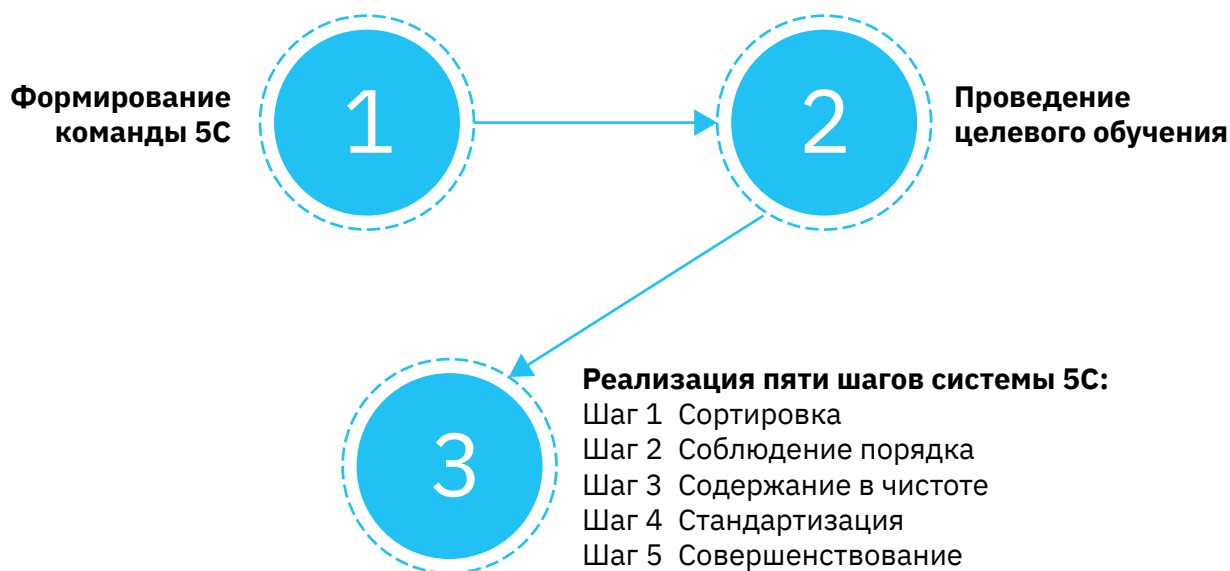 Формирование
команды 5С
1
2
Проведение
целевого обучения
3
Реализация пяти шагов системы 5С:
Шаг 1 Сортировка
Шаг 2 Соблюдение порядка
Шаг 3 Содержание в чистоте
Шаг 4 Стандартизация
Шаг 5 Совершенствование